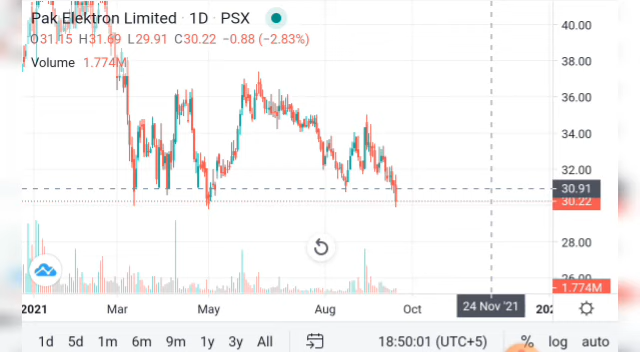 Pak Elektron Limited · 1D · PSX
O31.15 H31.69 L29.91 C30.22 −0.88 (−2.83%)
Volume 1.774M
40.00
38.00
36.00
34.00
32.00
30.91
30.22
28.00
26.00
1.774M
2021 Mar May Aug Oct 24 Nov '21 202
1d 5d 1m 6m 9m 1y 3y All 18:50:01 (UTC+5) % log auto